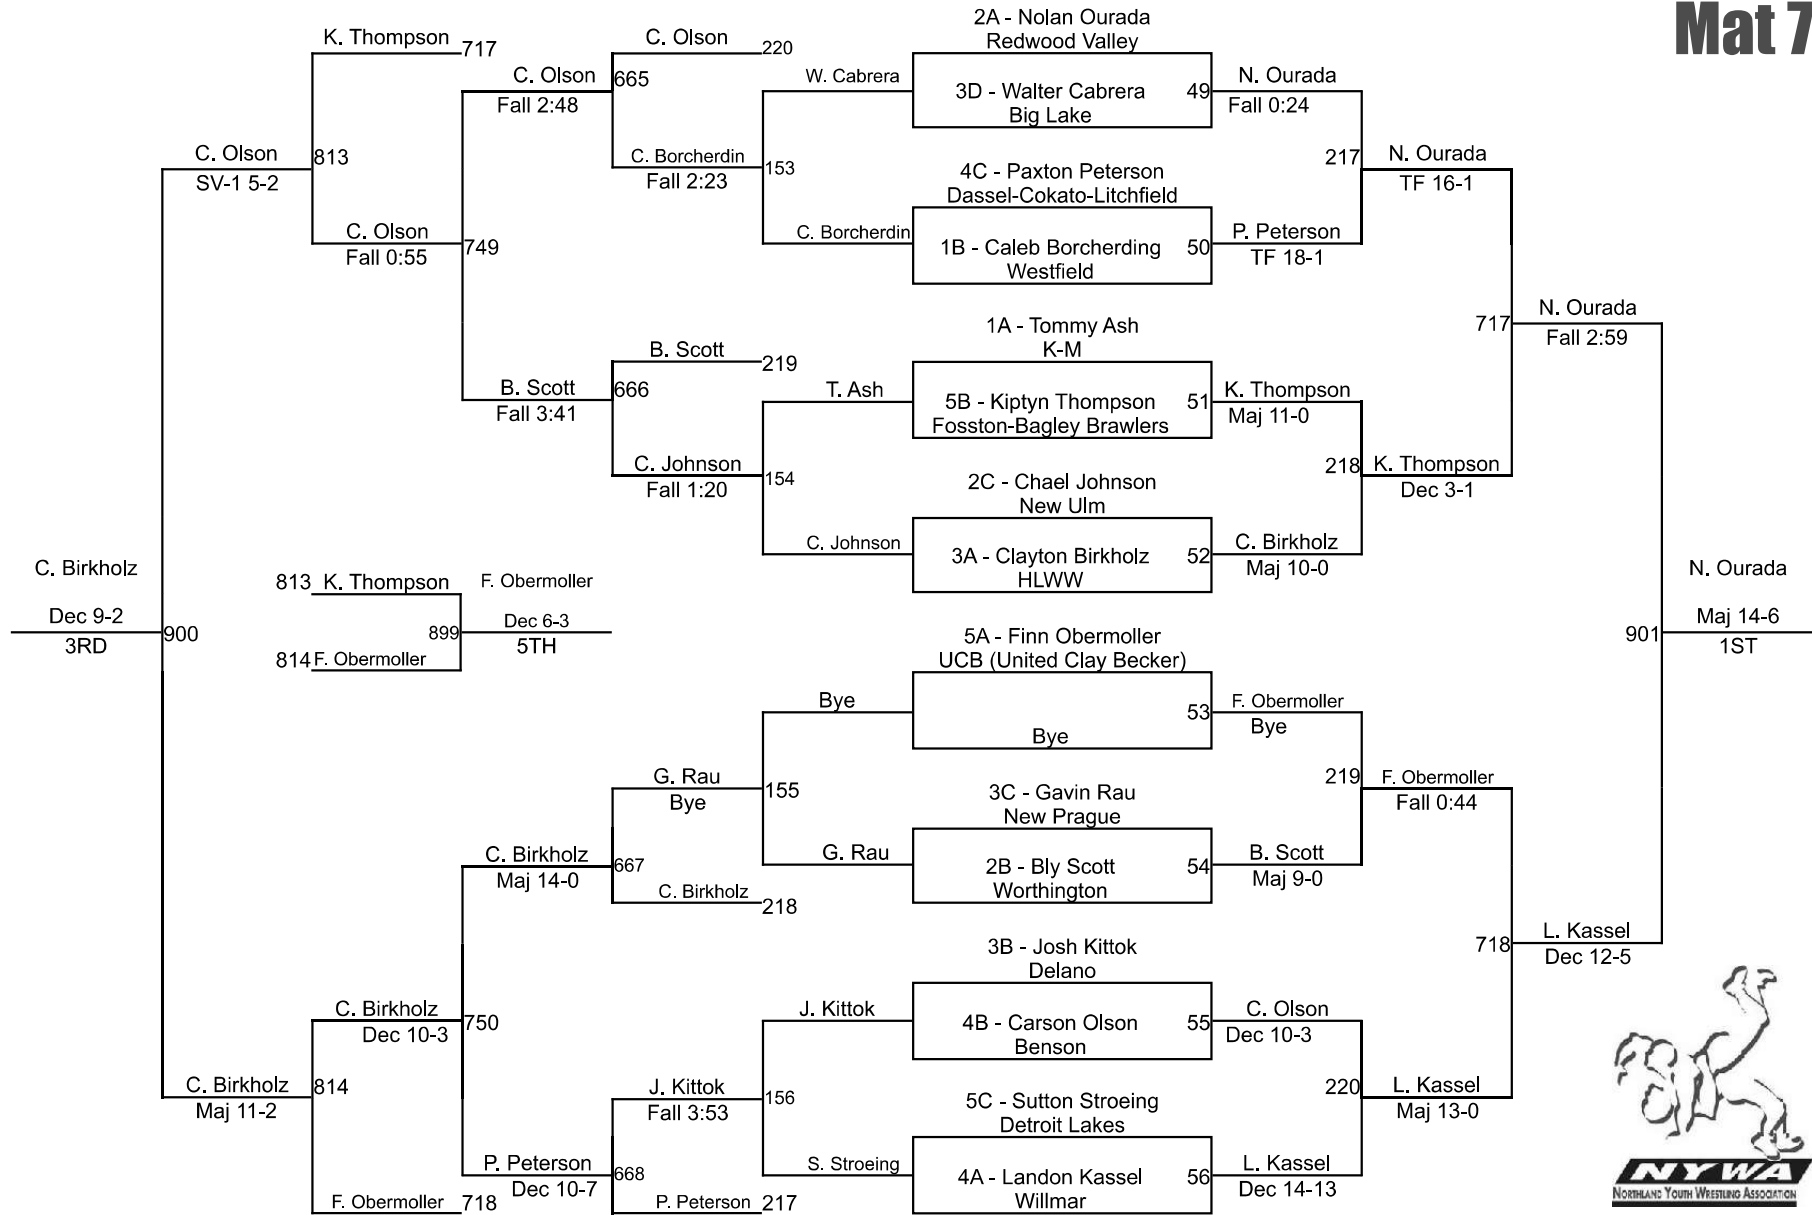 Mat 7
2A - Nolan Ourada
Redwood Valley
K. Thompson 717
C. Olson 220
C. Olson 665
Fall 2:48
W. Cabrera
3D - Walter Cabrera 49
Big Lake
N. Ourada
Fall 0:24
C. Olson 813
SV-1 5-2
C. Borcherdin 153
Fall 2:23
4C - Paxton Peterson
Dassel-Cokato-Litchfield
217 N. Ourada
TF 16-1
C. Olson 749
Fall 0:55
C. Borcherdin
1B - Caleb Borcherding 50
Westfield
P. Peterson
TF 18-1
1A - Tommy Ash
K-M
717 N. Ourada
Fall 2:59
B. Scott 219
B. Scott 666
Fall 3:41
T. Ash
5B - Kiptyn Thompson 51
Fosston-Bagley Brawlers
K. Thompson
Maj 11-0
C. Johnson 154
Fall 1:20
2C - Chael Johnson
New Ulm
218 K. Thompson
Dec 3-1
C. Johnson
3A - Clayton Birkholz 52
HLWW
C. Birkholz
Maj 10-0
C. Birkholz
Dec 9-2
3RD
900
813 K. Thompson
F. Obermoller
899 Dec 6-3
5TH
814 F. Obermoller
5A - Finn Obermoller
UCB (United Clay Becker)
N. Ourada
901 Maj 14-6
1ST
Bye
53
Bye
F. Obermoller
Bye
G. Rau 155
Bye
3C - Gavin Rau
New Prague
219 F. Obermoller
Fall 0:44
C. Birkholz 667
Maj 14-0
G. Rau
2B - Bly Scott 54
Worthington
B. Scott
Maj 9-0
C. Birkholz 218
3B - Josh Kittok
Delano
718 L. Kassel
Dec 12-5
C. Birkholz 750
Dec 10-3
J. Kittok
4B - Carson Olson 55
Benson
C. Olson
Dec 10-3
C. Birkholz 814
Maj 11-2
J. Kittok 156
Fall 3:53
5C - Sutton Stroeing
Detroit Lakes
220 L. Kassel
Maj 13-0
P. Peterson 668
Dec 10-7
S. Stroeing
4A - Landon Kassel 56
Willmar
L. Kassel
Dec 14-13
F. Obermoller 718
P. Peterson 217
NYWA
NORTHLAND YOUTH WRESTLING ASSOCIATION